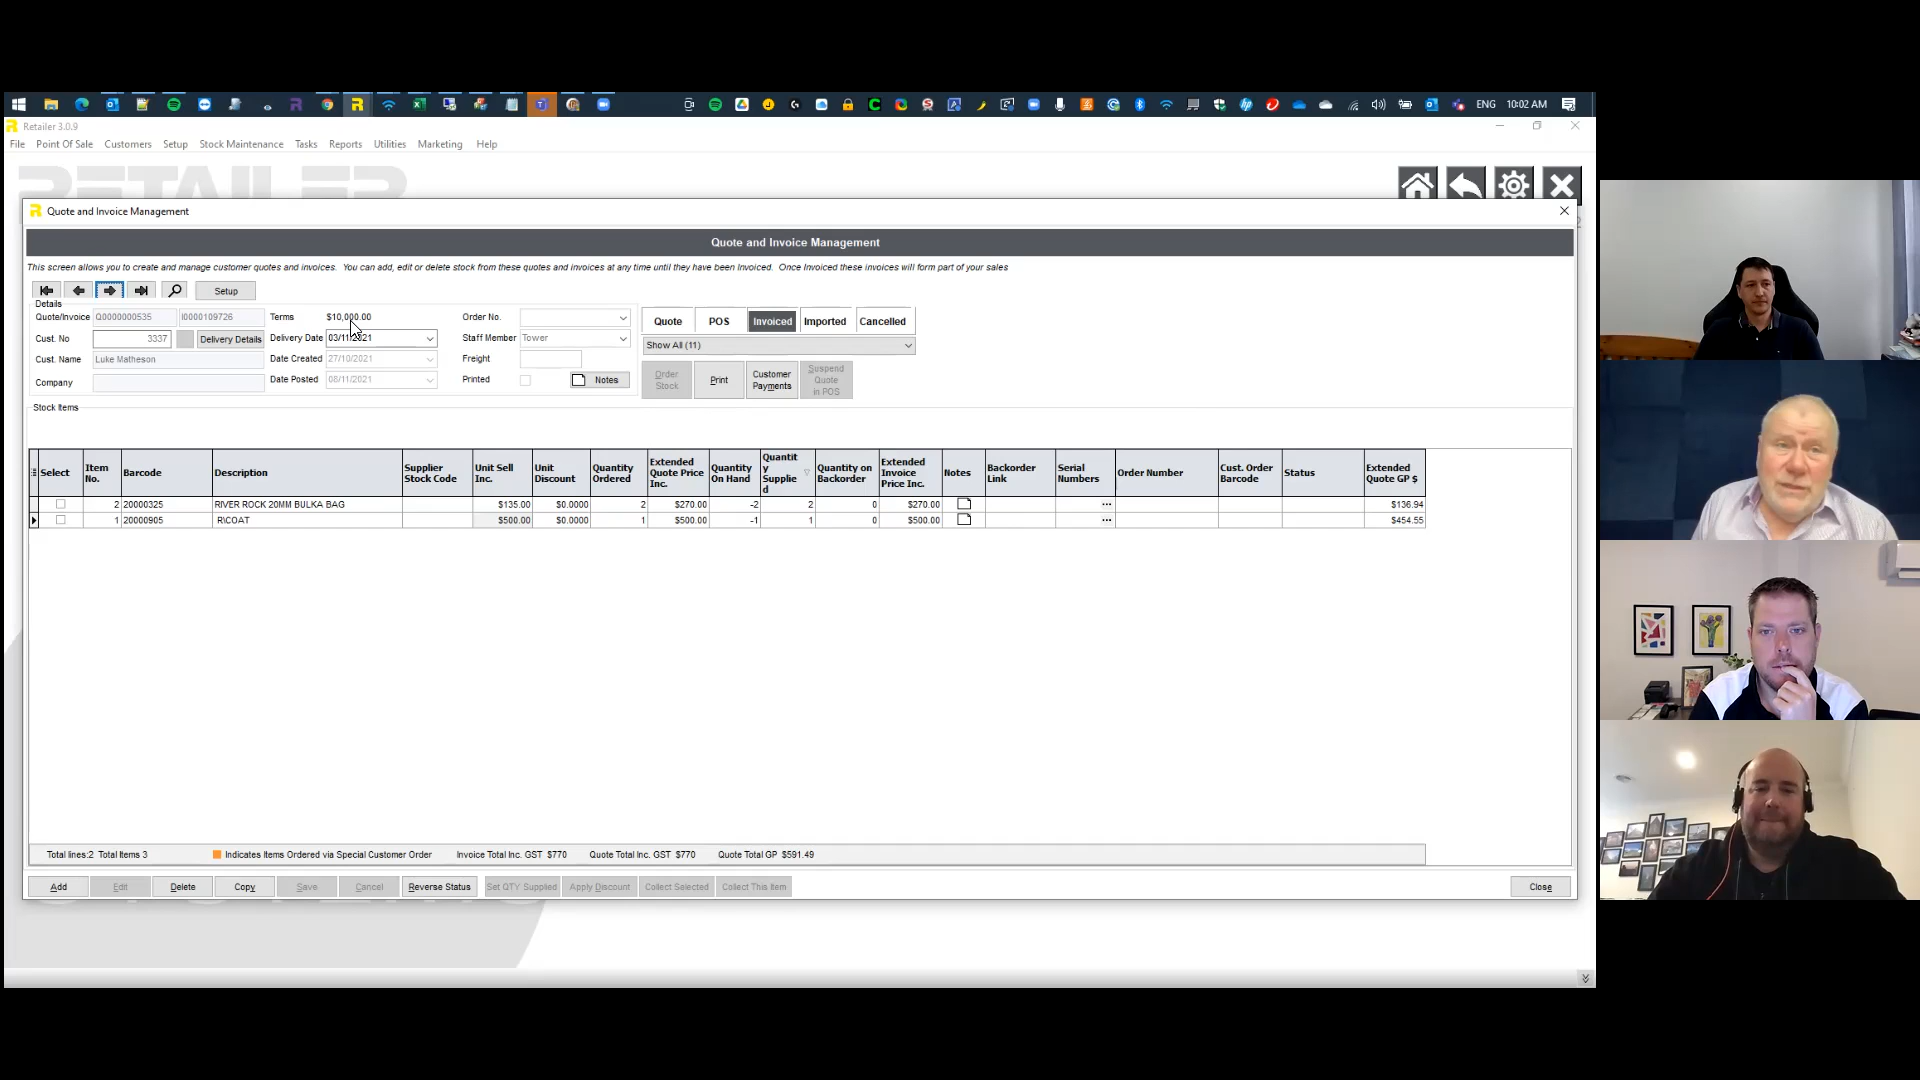 ENG 10:02 AM
Retailer 3.0.9
File Point Of Sale Customers Setup Stock Maintenance Tasks Reports Utilities Marketing Help
RETAILER
Quote and Invoice Management
Quote and Invoice Management
This screen allows you to create and manage customer quotes and invoices. You can add, edit or delete stock from these quotes and invoices at any time until they have been Invoiced. Once Invoiced these invoices will form part of your sales
Setup
Details
Quote/Invoice Q0000000535 I0000109726 Terms $10,000.00 Order No. Quote POS Invoiced Imported Cancelled
Cust. No 3337 Delivery Details Delivery Date 03/11/2021 Staff Member Tower Show All (11)
Cust. Name Luke Matheson Date Created 27/10/2021 Freight
Company Date Posted 08/11/2021 Printed Notes Order Stock Print Customer Payments Suspend Quote in POS
Stock Items
Select Item No. Barcode Description Supplier Stock Code Unit Sell Inc. Unit Discount Quantity Ordered Extended Quote Price Inc. Quantity On Hand Quantit y Supplie d Quantity on Backorder Extended Invoice Price Inc. Notes Backorder Link Serial Numbers Order Number Cust. Order Barcode Status Extended Quote GP $
2 20000325 RIVER ROCK 20MM BULKA BAG $135.00 $0.0000 2 $270.00 -2 2 0 $270.00 ... $136.94
1 20000905 R\COAT $500.00 $0.0000 1 $500.00 -1 1 0 $500.00 ... $454.55
Total lines:2 Total Items 3 Indicates Items Ordered via Special Customer Order Invoice Total Inc. GST $770 Quote Total Inc. GST $770 Quote Total GP $591.49
Add Edit Delete Copy Save Cancel Reverse Status Set QTY Supplied Apply Discount Collect Selected Collect This Item Close